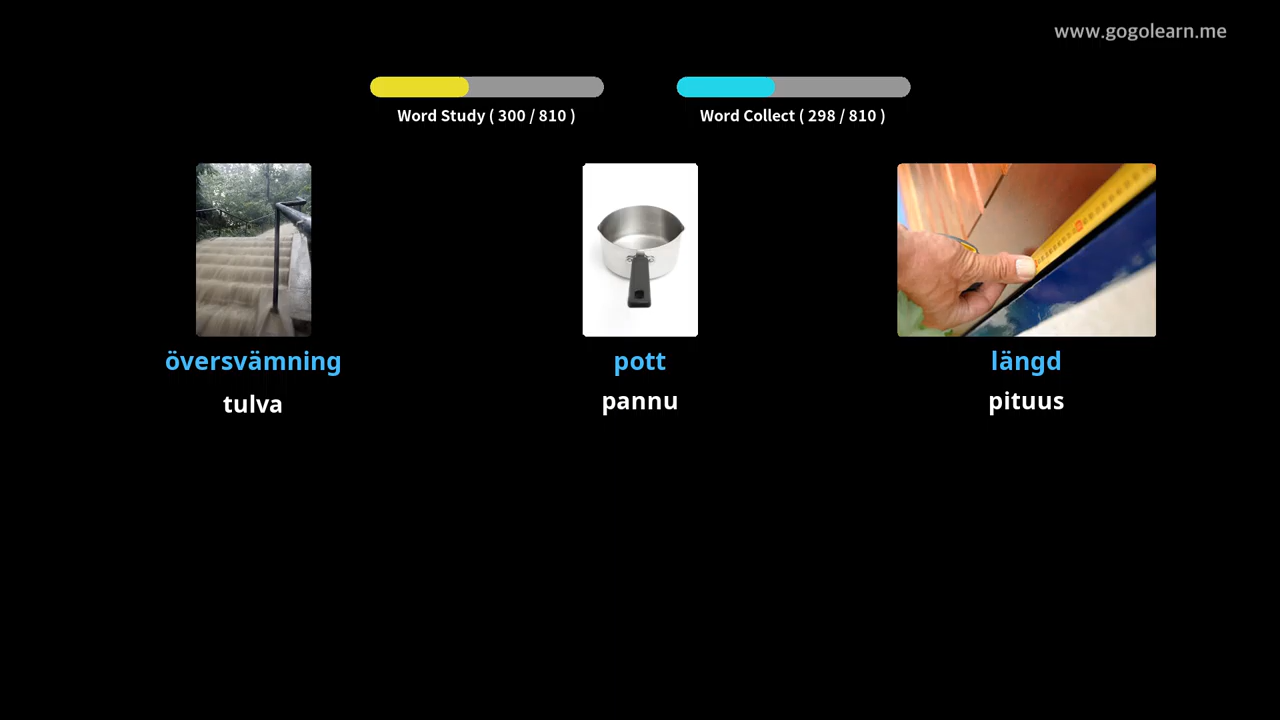 www.gogolearn.me
Word Study ( 300 / 810 )
Word Collect ( 298 / 810 )
översvämning
pott
längd
tulva
pannu
pituus